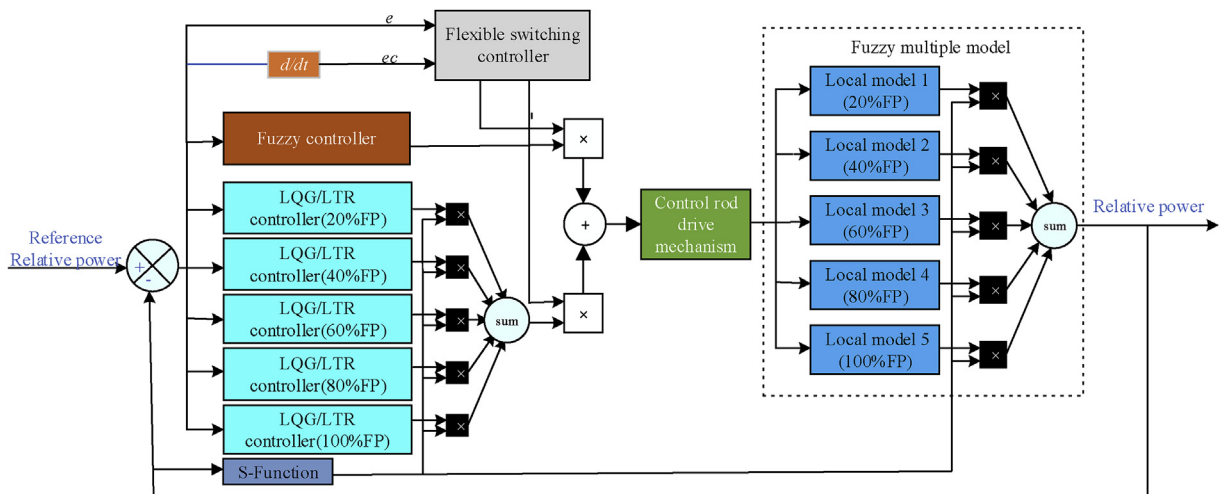 e
Flexible switching
controller
d/dt
ec
Fuzzy controller
LQG/LTR
controller(20%FP)
LQG/LTR
controller(40%FP)
LQG/LTR
controller(60%FP)
LQG/LTR
controller(80%FP)
LQG/LTR
controller(100%FP)
S-Function
Reference
Relative power
+
-
×
×
×
×
×
sum
×
+
×
Control rod
drive
mechanism
Fuzzy multiple model
Local model 1
(20%FP)
Local model 2
(40%FP)
Local model 3
(60%FP)
Local model 4
(80%FP)
Local model 5
(100%FP)
×
×
×
×
×
sum
Relative power